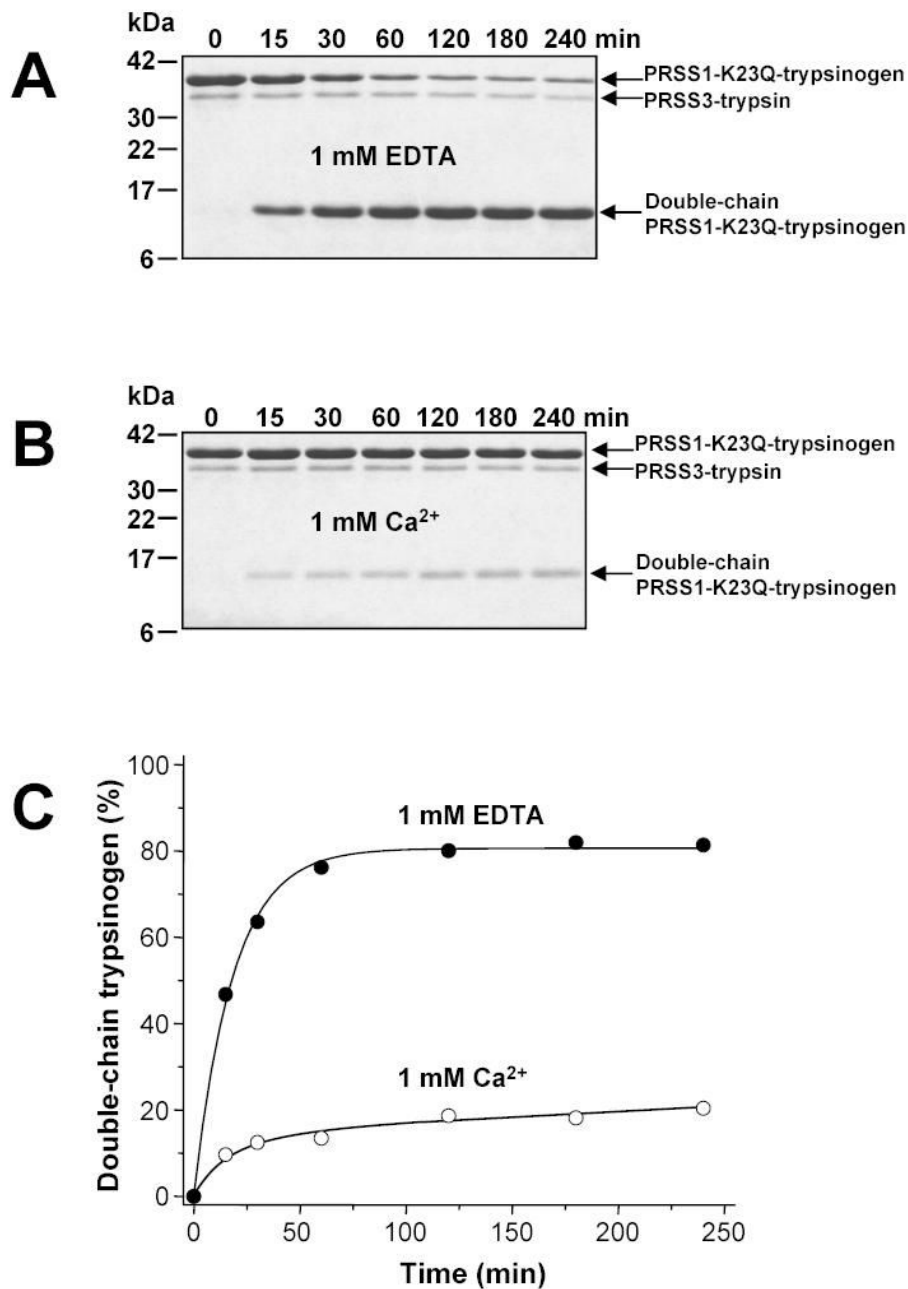 A
kDa
0 15 30 60 120 180 240 min
42
30
22
17
6
1 mM EDTA
PRSS1-K23Q-trypsinogen
PRSS3-trypsin
Double-chain
PRSS1-K23Q-trypsinogen
B
kDa
0 15 30 60 120 180 240 min
42
30
22
17
6
1 mM Ca²⁺
PRSS1-K23Q-trypsinogen
PRSS3-trypsin
Double-chain
PRSS1-K23Q-trypsinogen
C
Double-chain trypsinogen (%)
100
80
60
40
20
0
1 mM EDTA
1 mM Ca²⁺
0 50 100 150 200 250
Time (min)